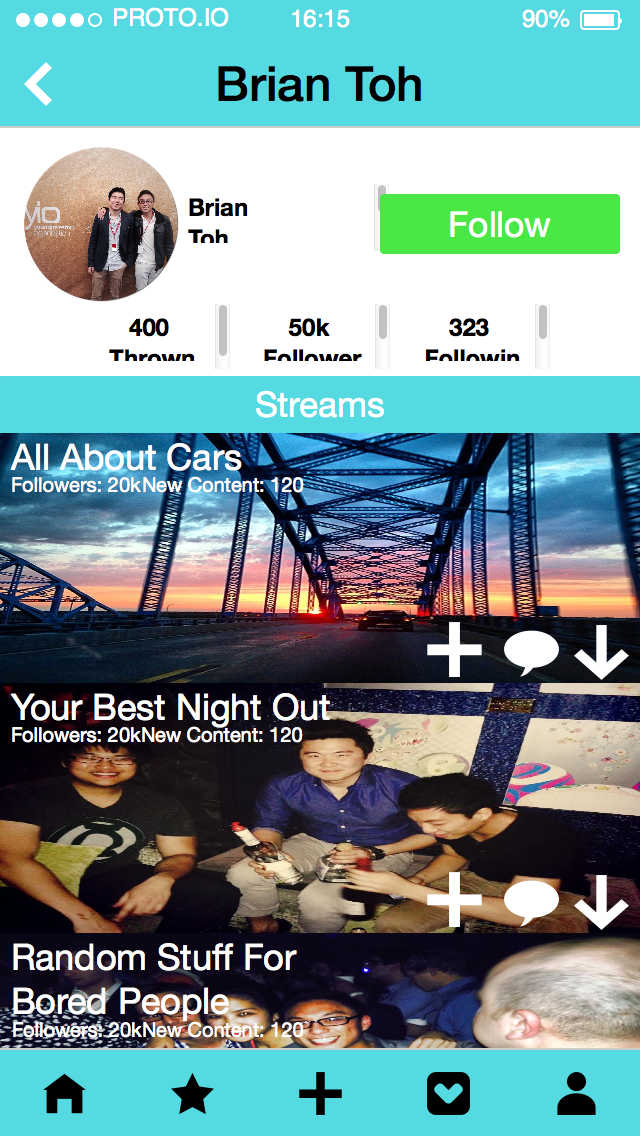 PROTO.IO 16:15 90%
Brian Toh
yio
Brian
Toh
Follow
400
Thrown
50k
Follower
323
Followin
Streams
All About Cars
Followers: 20kNew Content: 120
Your Best Night Out
Followers: 20kNew Content: 120
Random Stuff For
Bored People
Followers: 20kNew Content: 120